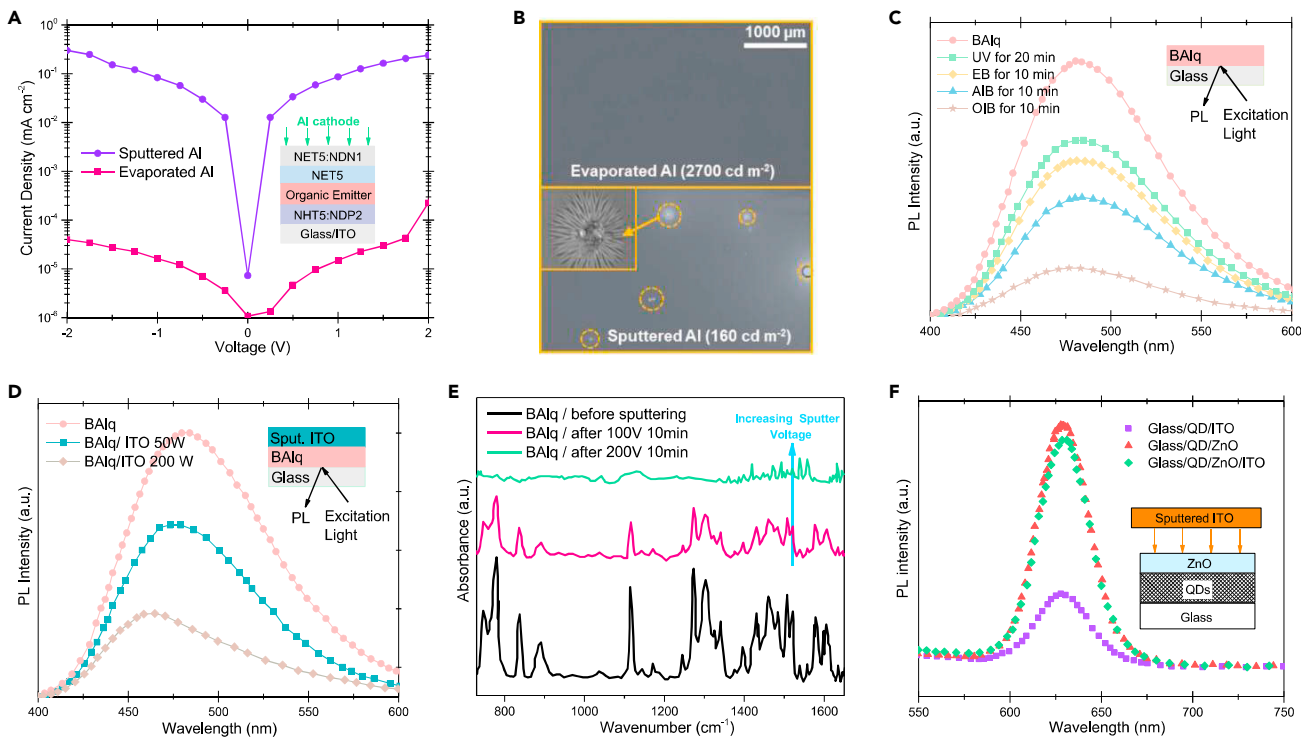 A
10⁰
10⁻¹
10⁻²
10⁻³
10⁻⁴
10⁻⁵
10⁻⁶
Current Density (mA cm⁻²)
Sputtered Al
Evaporated Al
Al cathode
NET5:NDN1
NET5
Organic Emitter
NHT5:NDP2
Glass/ITO
-2
-1
0
1
2
Voltage (V)
B
1000 μm
Evaporated Al (2700 cd m⁻²)
Sputtered Al (160 cd m⁻²)
C
PL Intensity (a.u.)
BAlq
UV for 20 min
EB for 10 min
AIB for 10 min
OIB for 10 min
BAlq
Glass
PL
Excitation
Light
400
450
500
550
600
Wavelength (nm)
D
PL Intensity (a.u.)
BAlq
BAlq/ ITO 50W
BAlq/ITO 200 W
Sput. ITO
BAlq
Glass
PL
Excitation
Light
400
450
500
550
600
Wavelength (nm)
E
Absorbance (a.u.)
BAlq / before sputtering
BAlq / after 100V 10min
BAlq / after 200V 10min
Increasing Sputter
Voltage
800
1000
1200
1400
1600
Wavenumber (cm⁻¹)
F
PL intensity (a.u.)
Glass/QD/ITO
Glass/QD/ZnO
Glass/QD/ZnO/ITO
Sputtered ITO
ZnO
QDs
Glass
550
600
650
700
750
Wavelength (nm)